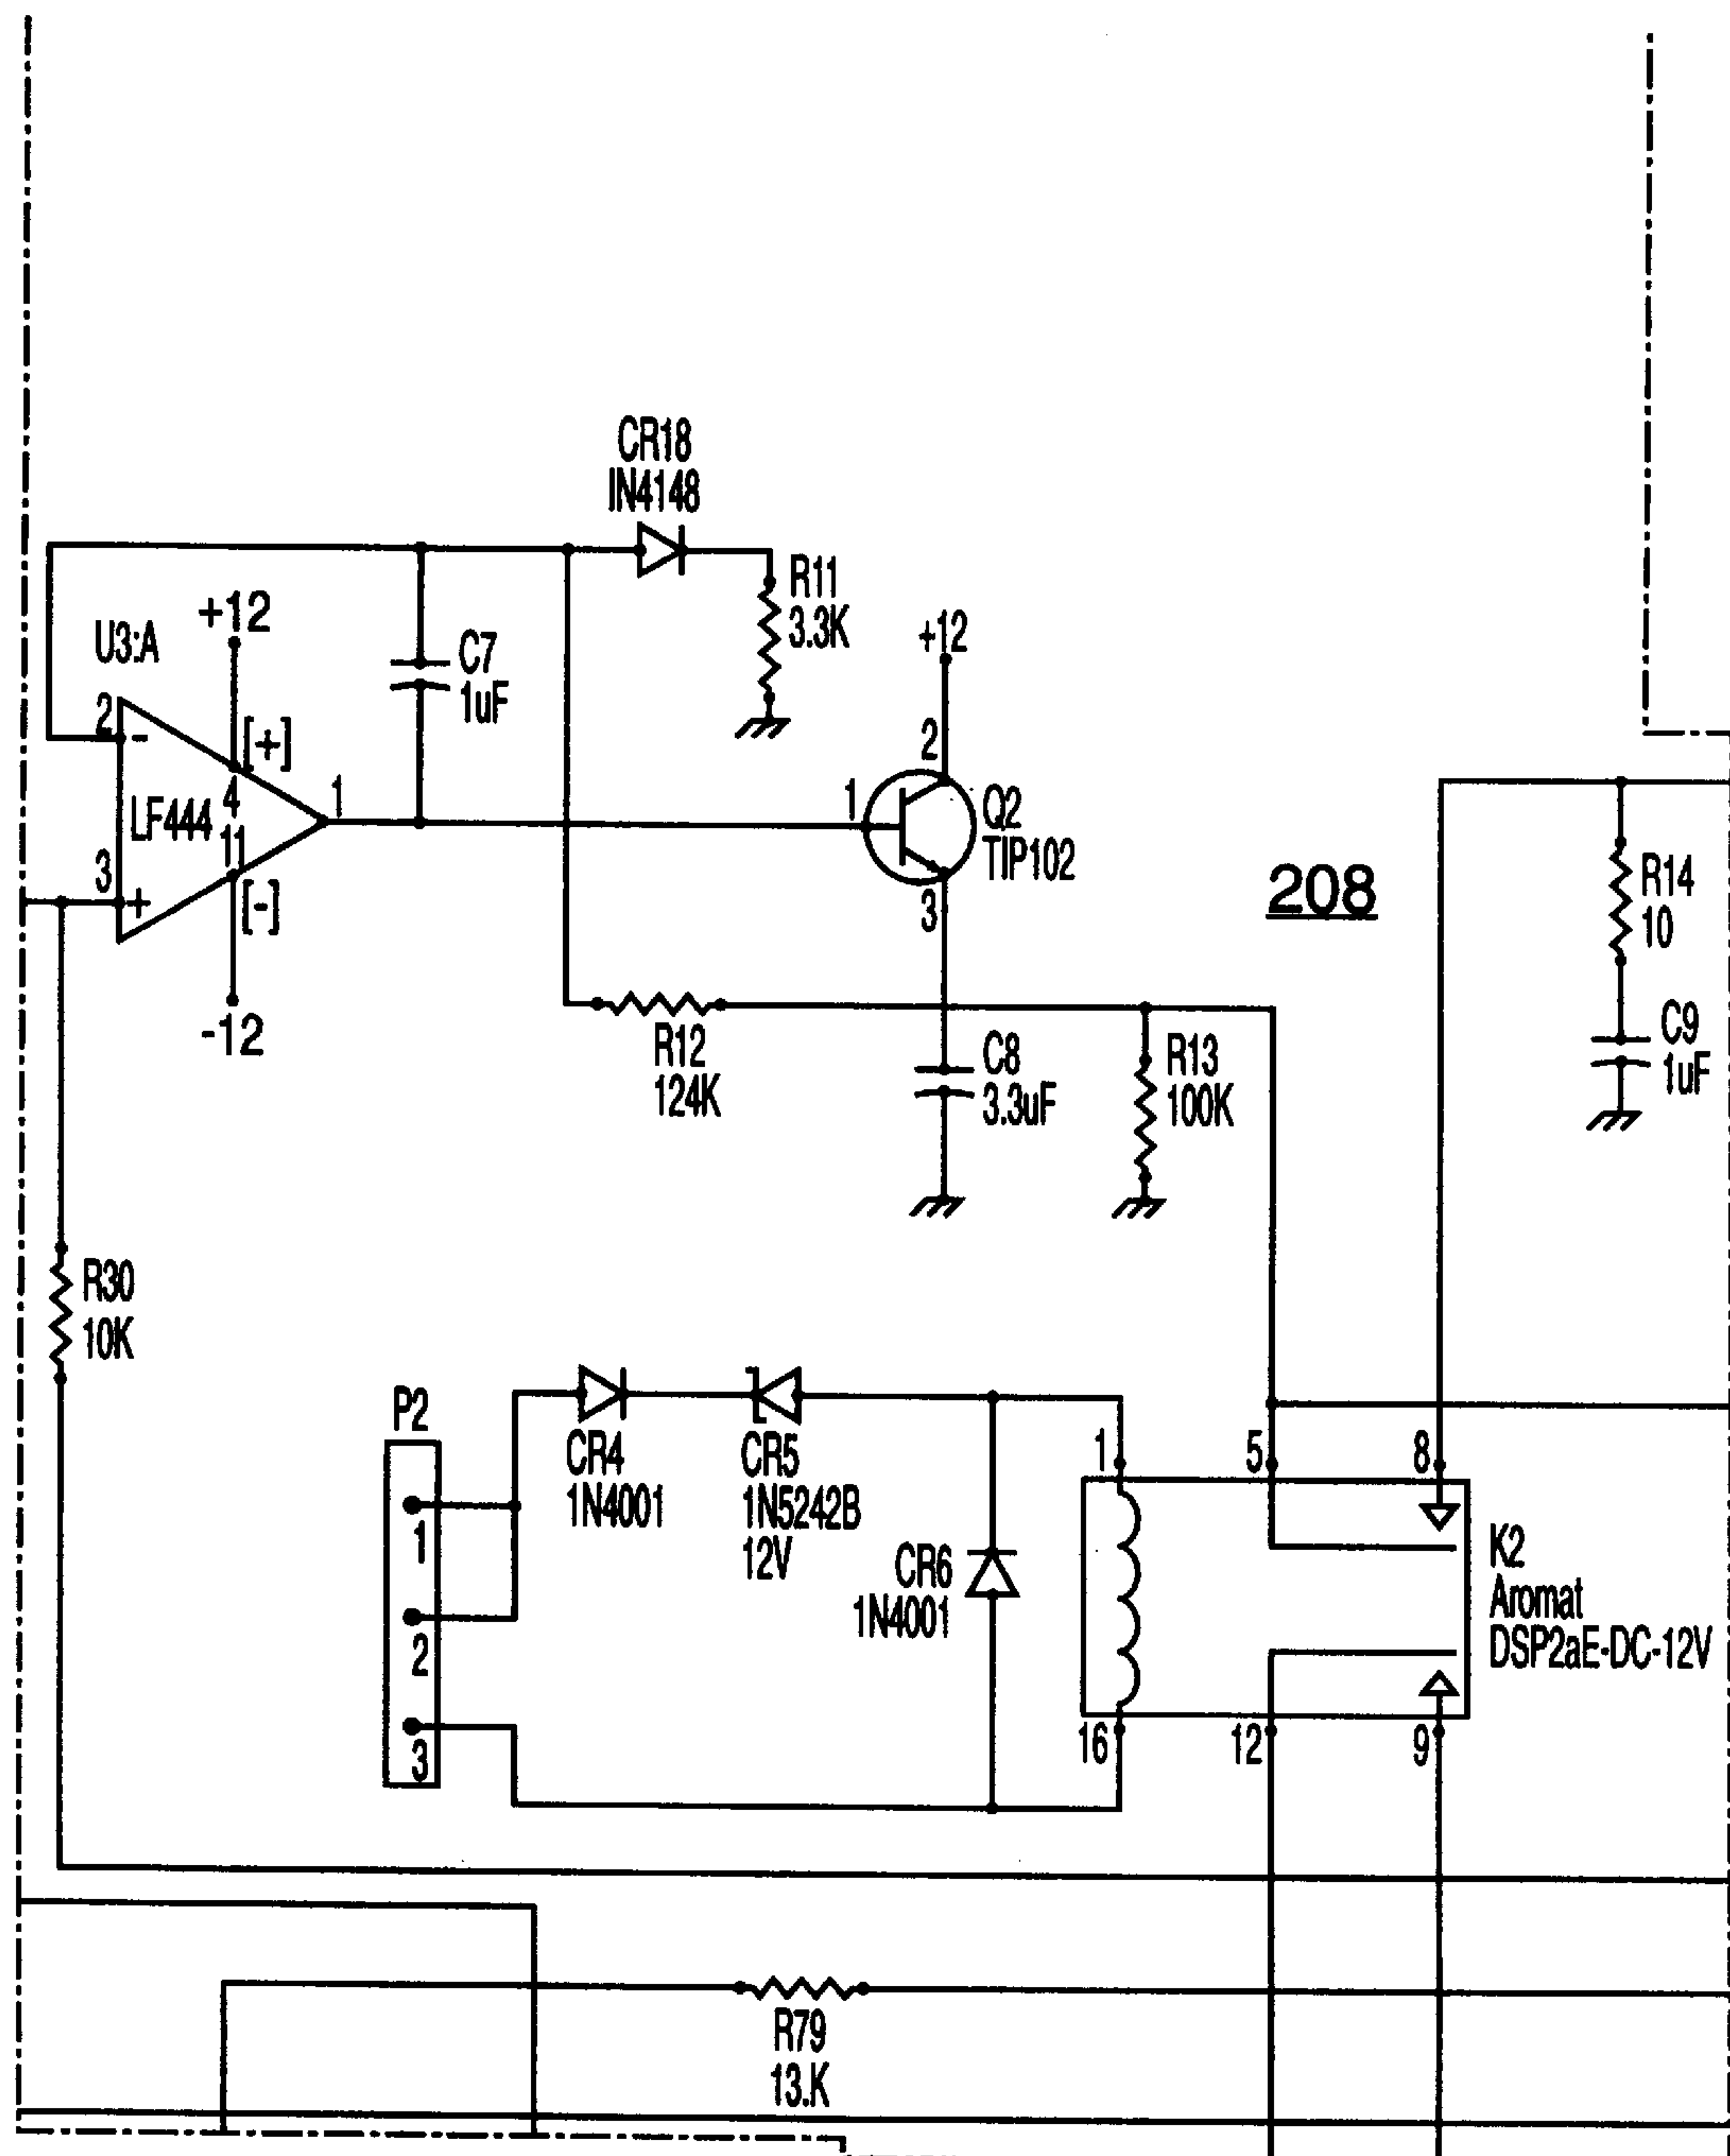 CR18
IN4148
R11
3.3K
U3:A
+12
C7
1uF
+12
2
-
[+]
4
LF444
1
11
3
+
[-]
-12
2
1
Q2
TIP102
3
208
R14
10
C9
1uF
R12
124K
C8
3.3uF
R13
100K
R30
10K
P2
1
2
3
CR4
1N4001
CR5
1N5242B
12V
CR6
1N4001
1
5
8
K2
Aromat
DSP2aE-DC-12V
16
12
9
R79
13.K